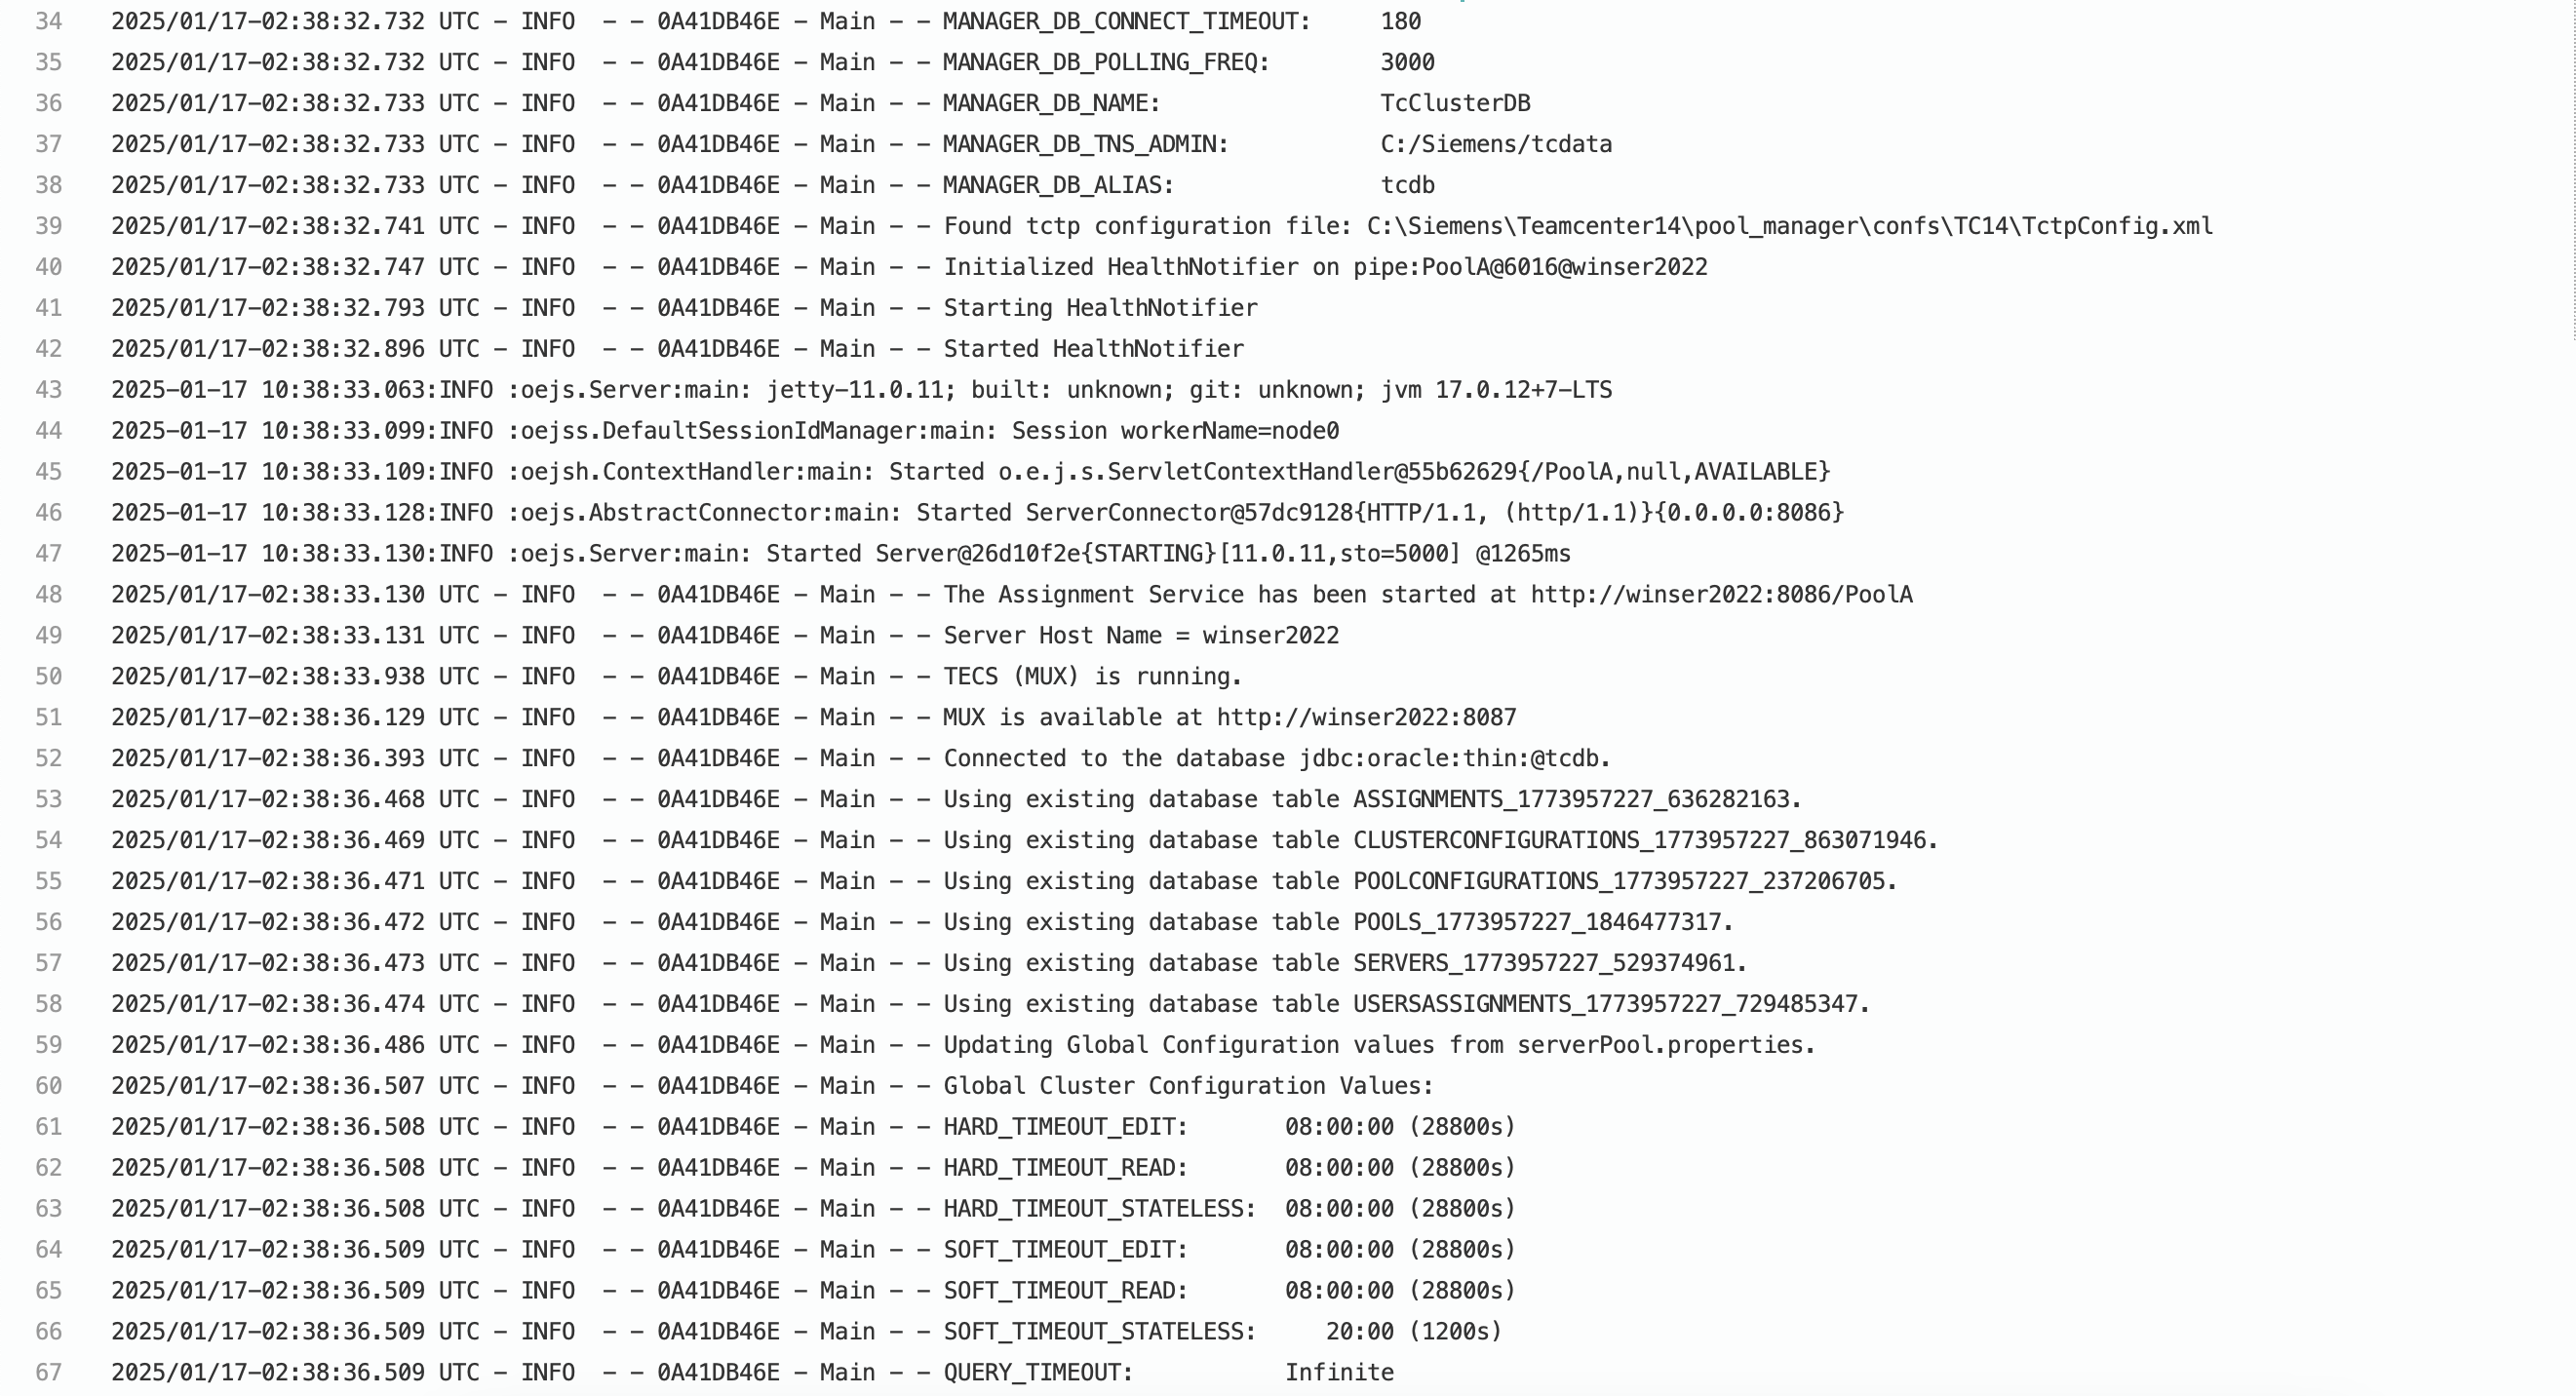 34 2025/01/17-02:38:32.732 UTC - INFO  - - 0A41DB46E - Main - - MANAGER_DB_CONNECT_TIMEOUT:     180
35 2025/01/17-02:38:32.732 UTC - INFO  - - 0A41DB46E - Main - - MANAGER_DB_POLLING_FREQ:        3000
36 2025/01/17-02:38:32.733 UTC - INFO  - - 0A41DB46E - Main - - MANAGER_DB_NAME:                TcClusterDB
37 2025/01/17-02:38:32.733 UTC - INFO  - - 0A41DB46E - Main - - MANAGER_DB_TNS_ADMIN:           C:/Siemens/tcdata
38 2025/01/17-02:38:32.733 UTC - INFO  - - 0A41DB46E - Main - - MANAGER_DB_ALIAS:               tcdb
39 2025/01/17-02:38:32.741 UTC - INFO  - - 0A41DB46E - Main - - Found tctp configuration file: C:\Siemens\Teamcenter14\pool_manager\confs\TC14\TctpConfig.xml
40 2025/01/17-02:38:32.747 UTC - INFO  - - 0A41DB46E - Main - - Initialized HealthNotifier on pipe:PoolA@6016@winser2022
41 2025/01/17-02:38:32.793 UTC - INFO  - - 0A41DB46E - Main - - Starting HealthNotifier
42 2025/01/17-02:38:32.896 UTC - INFO  - - 0A41DB46E - Main - - Started HealthNotifier
43 2025-01-17 10:38:33.063:INFO :oejs.Server:main: jetty-11.0.11; built: unknown; git: unknown; jvm 17.0.12+7-LTS
44 2025-01-17 10:38:33.099:INFO :oejss.DefaultSessionIdManager:main: Session workerName=node0
45 2025-01-17 10:38:33.109:INFO :oejsh.ContextHandler:main: Started o.e.j.s.ServletContextHandler@55b62629{/PoolA,null,AVAILABLE}
46 2025-01-17 10:38:33.128:INFO :oejs.AbstractConnector:main: Started ServerConnector@57dc9128{HTTP/1.1, (http/1.1)}{0.0.0.0:8086}
47 2025-01-17 10:38:33.130:INFO :oejs.Server:main: Started Server@26d10f2e{STARTING}[11.0.11,sto=5000] @1265ms
48 2025/01/17-02:38:33.130 UTC - INFO  - - 0A41DB46E - Main - - The Assignment Service has been started at http://winser2022:8086/PoolA
49 2025/01/17-02:38:33.131 UTC - INFO  - - 0A41DB46E - Main - - Server Host Name = winser2022
50 2025/01/17-02:38:33.938 UTC - INFO  - - 0A41DB46E - Main - - TECS (MUX) is running.
51 2025/01/17-02:38:36.129 UTC - INFO  - - 0A41DB46E - Main - - MUX is available at http://winser2022:8087
52 2025/01/17-02:38:36.393 UTC - INFO  - - 0A41DB46E - Main - - Connected to the database jdbc:oracle:thin:@tcdb.
53 2025/01/17-02:38:36.468 UTC - INFO  - - 0A41DB46E - Main - - Using existing database table ASSIGNMENTS_1773957227_636282163.
54 2025/01/17-02:38:36.469 UTC - INFO  - - 0A41DB46E - Main - - Using existing database table CLUSTERCONFIGURATIONS_1773957227_863071946.
55 2025/01/17-02:38:36.471 UTC - INFO  - - 0A41DB46E - Main - - Using existing database table POOLCONFIGURATIONS_1773957227_237206705.
56 2025/01/17-02:38:36.472 UTC - INFO  - - 0A41DB46E - Main - - Using existing database table POOLS_1773957227_1846477317.
57 2025/01/17-02:38:36.473 UTC - INFO  - - 0A41DB46E - Main - - Using existing database table SERVERS_1773957227_529374961.
58 2025/01/17-02:38:36.474 UTC - INFO  - - 0A41DB46E - Main - - Using existing database table USERSASSIGNMENTS_1773957227_729485347.
59 2025/01/17-02:38:36.486 UTC - INFO  - - 0A41DB46E - Main - - Updating Global Configuration values from serverPool.properties.
60 2025/01/17-02:38:36.507 UTC - INFO  - - 0A41DB46E - Main - - Global Cluster Configuration Values:
61 2025/01/17-02:38:36.508 UTC - INFO  - - 0A41DB46E - Main - - HARD_TIMEOUT_EDIT:       08:00:00 (28800s)
62 2025/01/17-02:38:36.508 UTC - INFO  - - 0A41DB46E - Main - - HARD_TIMEOUT_READ:       08:00:00 (28800s)
63 2025/01/17-02:38:36.508 UTC - INFO  - - 0A41DB46E - Main - - HARD_TIMEOUT_STATELESS:  08:00:00 (28800s)
64 2025/01/17-02:38:36.509 UTC - INFO  - - 0A41DB46E - Main - - SOFT_TIMEOUT_EDIT:       08:00:00 (28800s)
65 2025/01/17-02:38:36.509 UTC - INFO  - - 0A41DB46E - Main - - SOFT_TIMEOUT_READ:       08:00:00 (28800s)
66 2025/01/17-02:38:36.509 UTC - INFO  - - 0A41DB46E - Main - - SOFT_TIMEOUT_STATELESS:     20:00 (1200s)
67 2025/01/17-02:38:36.509 UTC - INFO  - - 0A41DB46E - Main - - QUERY_TIMEOUT:           Infinite